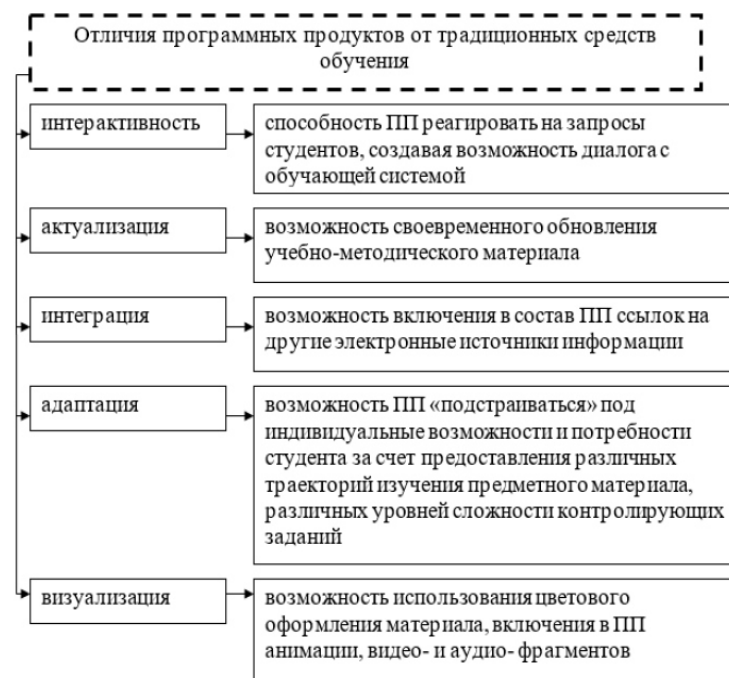 Отличия программных продуктов от традиционных средств
обучения
интерактивность
способность ПП реагировать на запросы
студентов, создавая возможность диалога с
обучающей системой
актуализация
возможность своевременного обновления
учебно-методического материала
интеграция
возможность включения в состав ПП ссылок на
другие электронные источники информации
адаптация
возможность ПП «подстраиваться» под
индивидуальные возможности и потребности
студента за счет предоставления различных
траекторий изучения предметного материала,
различных уровней сложности контролирующих
заданий
визуализация
возможность использования цветового
оформления материала, включения в ПП
анимации, видео- и аудио- фрагментов